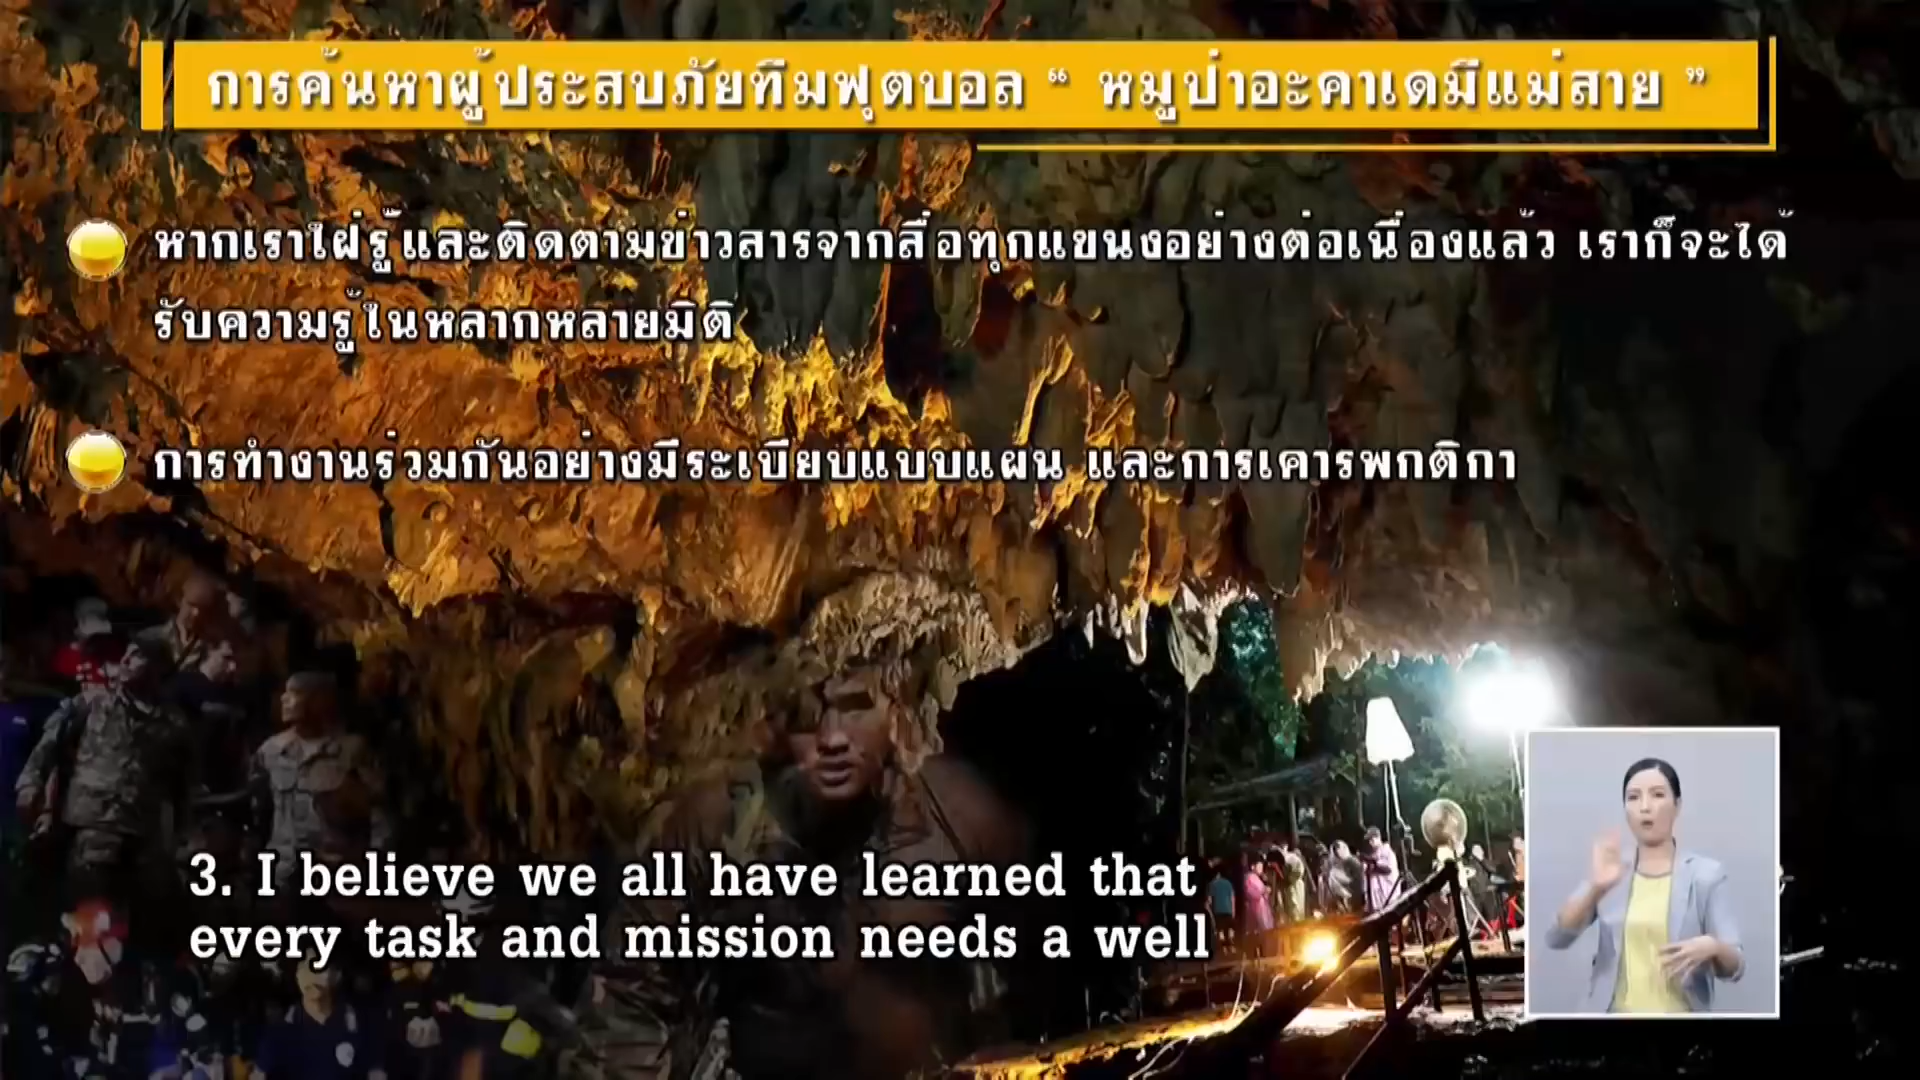 การค้นหาผู้ประสบภัยทีมฟุตบอล “ หมูป่าอะคาเดมีแม่สาย ”
หากเราใฝ่รู้และติดตามข่าวสารจากสื่อทุกแขนงอย่างต่อเนื่องแล้ว เราก็จะได้
รับความรู้ในหลากหลายมิติ
การทำงานร่วมกันอย่างมีระเบียบแบบแผน และการเคารพกติกา
3. I believe we all have learned that
every task and mission needs a well